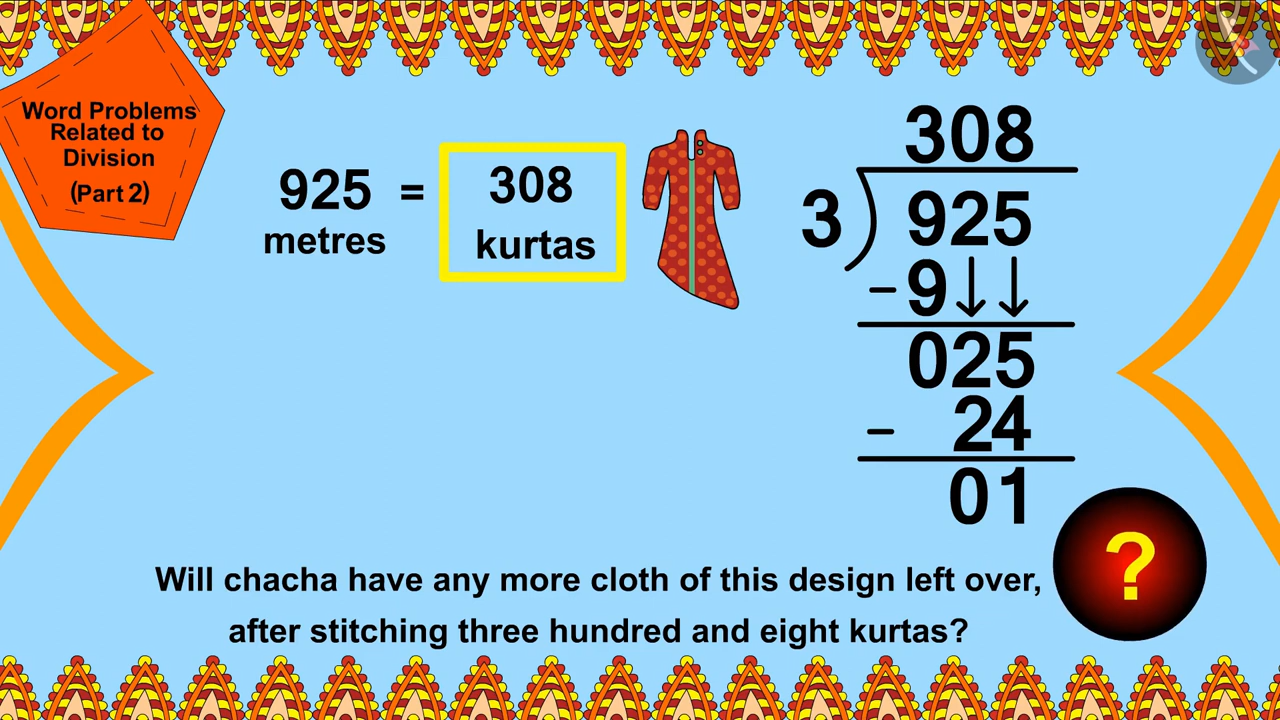 Word Problems
Related to
Division
(Part 2)
925 = 308
metres kurtas
308
3 925
- 9↓↓
025
- 24
01
?
Will chacha have any more cloth of this design left over,
after stitching three hundred and eight kurtas?